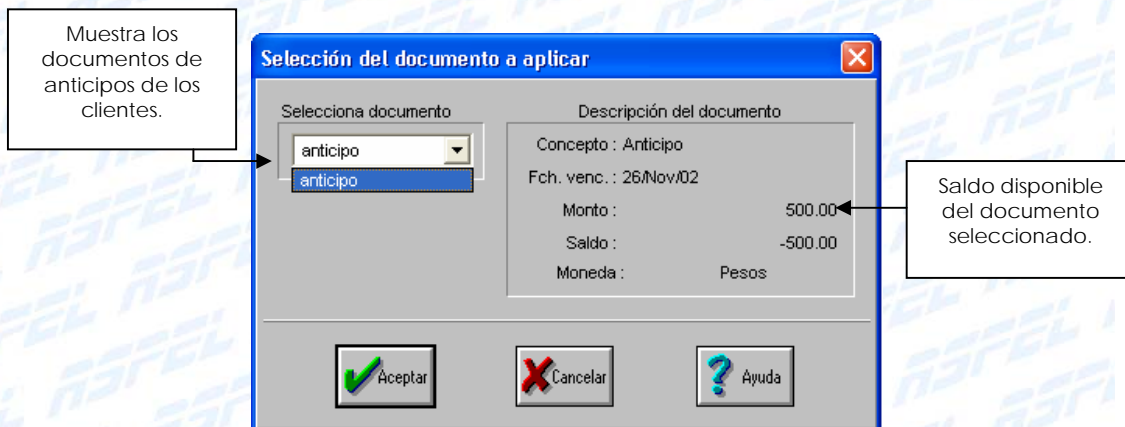 Muestra los
documentos de
anticipos de los
clientes.
Selección del documento a aplicar
Selecciona documento
anticipo
anticipo
Descripción del documento
Concepto : Anticipo
Fch. venc. : 26/Nov/02
Monto : 500.00
Saldo : -500.00
Moneda : Pesos
Saldo disponible
del documento
seleccionado.
Aceptar
Cancelar
Ayuda